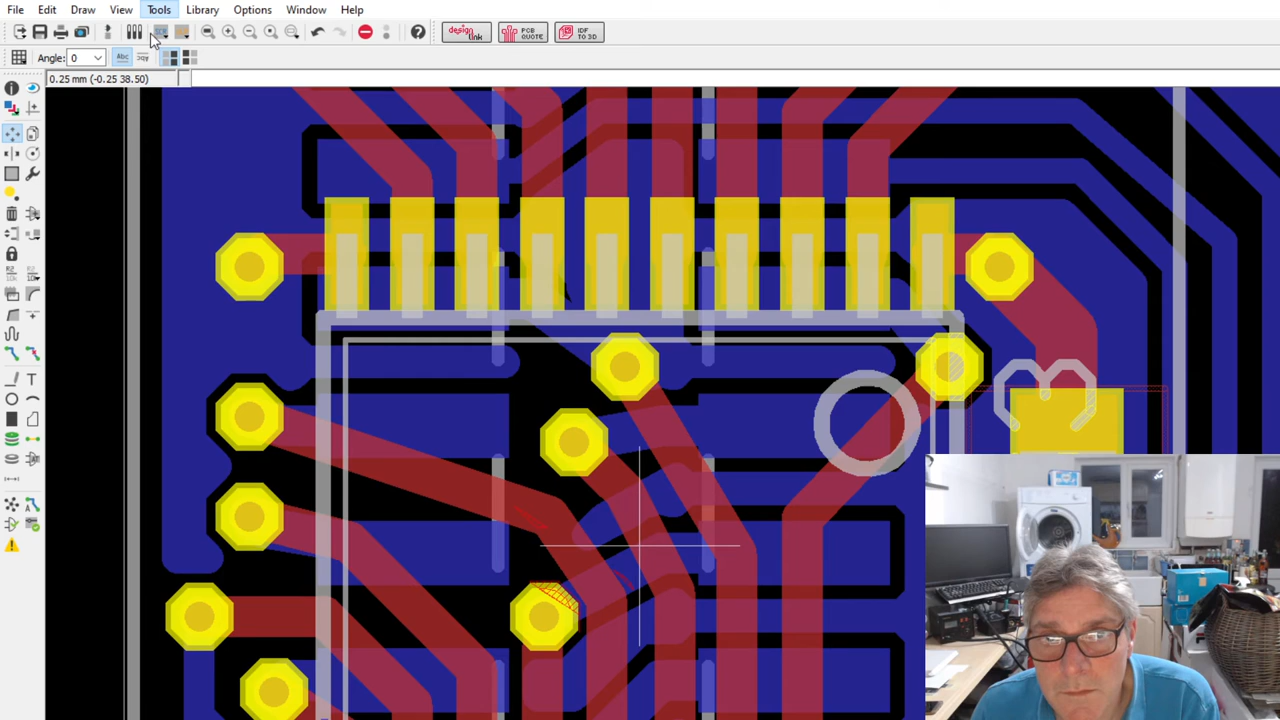 File Edit Draw View Tools Library Options Window Help
design link PCB QUOTE IDF TO 3D
Angle: 0 Abc
0.25 mm (-0.25 38.50)